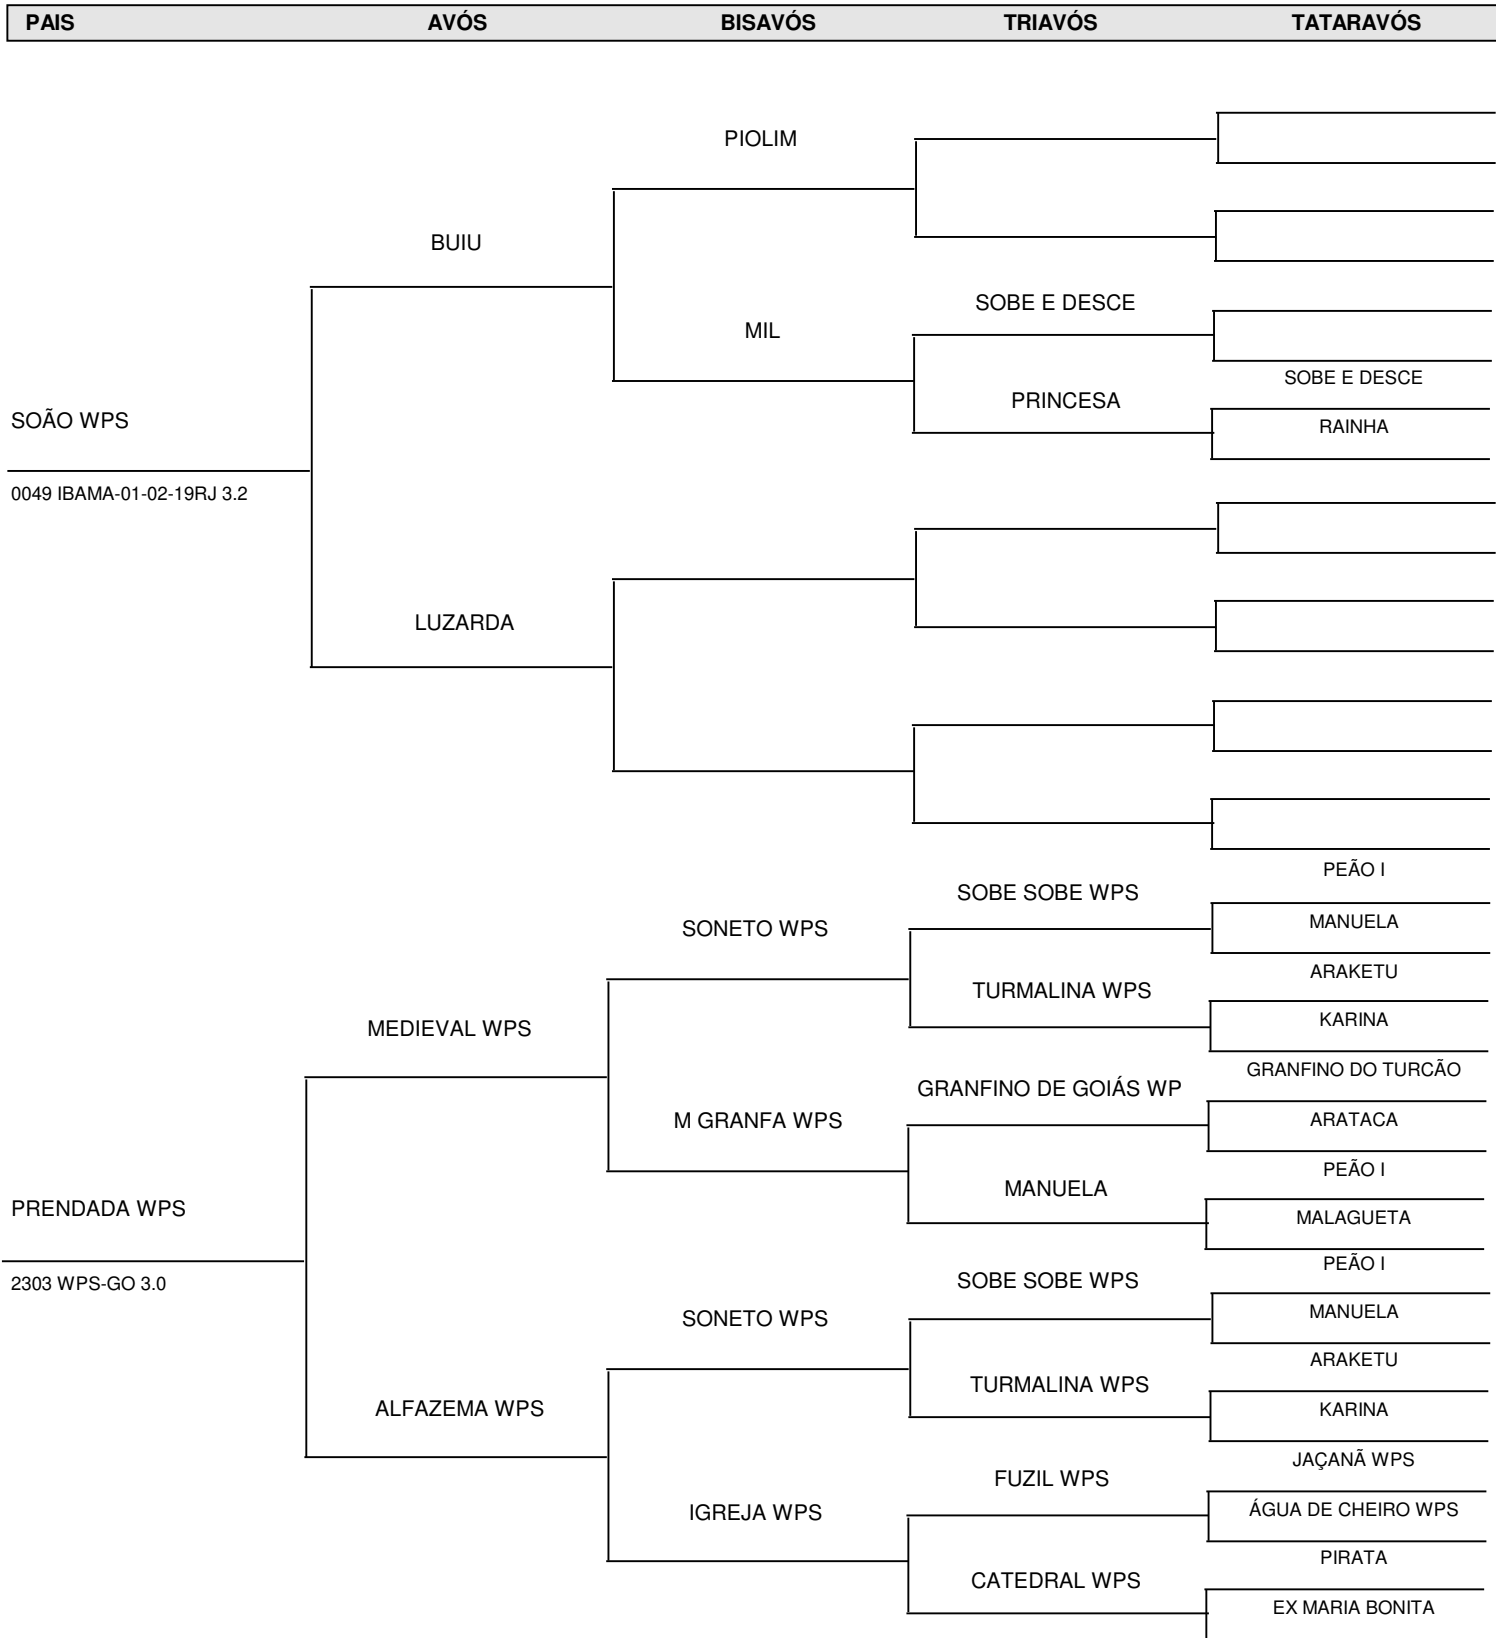 PAIS AVÓS BISAVÓS TRIAVÓS TATARAVÓS
PIOLIM
BUIU
SOBE E DESCE
MIL
SOBE E DESCE
PRINCESA
SOÃO WPS
RAINHA
0049 IBAMA-01-02-19RJ 3.2
LUZARDA
PEÃO I
SOBE SOBE WPS
SONETO WPS
MANUELA
ARAKETU
TURMALINA WPS
MEDIEVAL WPS
KARINA
GRANFINO DO TURCÃO
GRANFINO DE GOIÁS WP
M GRANFA WPS
ARATACA
PEÃO I
MANUELA
PRENDADA WPS
MALAGUETA
PEÃO I
2303 WPS-GO 3.0
SOBE SOBE WPS
SONETO WPS
MANUELA
ARAKETU
TURMALINA WPS
ALFAZEMA WPS
KARINA
JAÇANÃ WPS
FUZIL WPS
IGREJA WPS
ÁGUA DE CHEIRO WPS
PIRATA
CATEDRAL WPS
EX MARIA BONITA